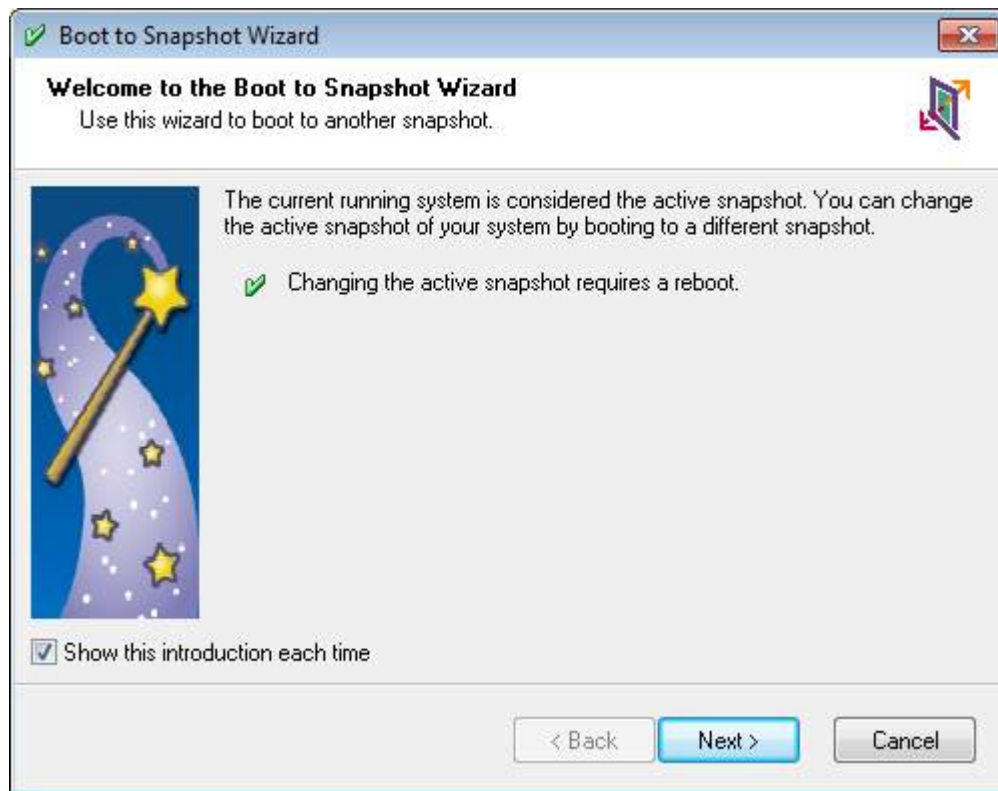 Boot to Snapshot Wizard
Welcome to the Boot to Snapshot Wizard
Use this wizard to boot to another snapshot.
The current running system is considered the active snapshot. You can change
the active snapshot of your system by booting to a different snapshot.
Changing the active snapshot requires a reboot.
Show this introduction each time
< Back
Next >
Cancel